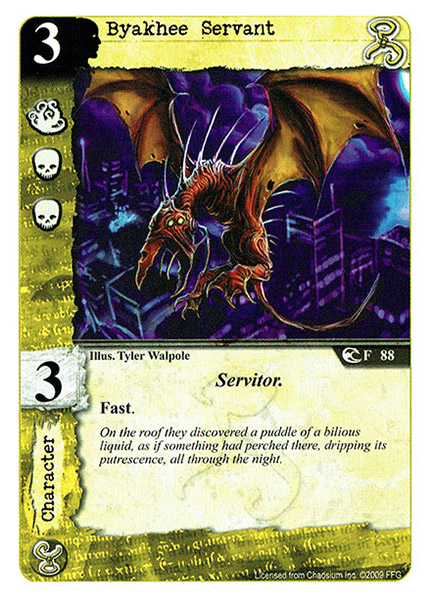 3
Byakhee Servant
Illus. Tyler Walpole
F 88
3
Servitor.
Fast.
On the roof they discovered a puddle of a bilious
liquid, as if something had perched there, dripping its
putrescence, all through the night.
Character
Licensed from Chaosium Inc. ©2009 FFG